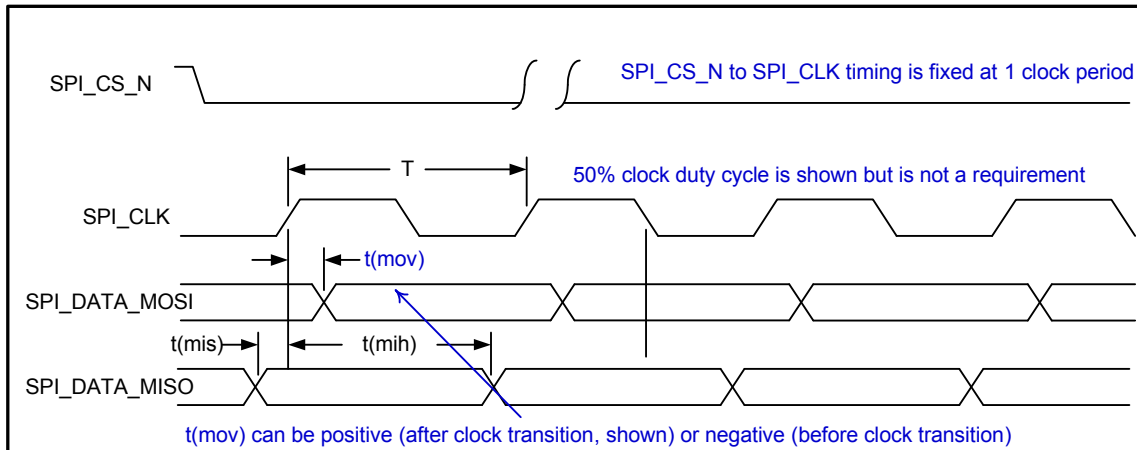 SPI_CS_N
SPI_CS_N to SPI_CLK timing is fixed at 1 clock period
T
50% clock duty cycle is shown but is not a requirement
SPI_CLK
t(mov)
SPI_DATA_MOSI
t(mis)
t(mih)
SPI_DATA_MISO
t(mov) can be positive (after clock transition, shown) or negative (before clock transition)